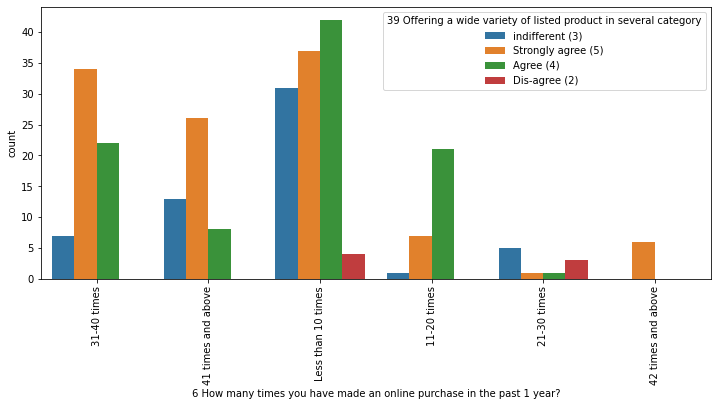 39 Offering a wide variety of listed product in several category
indifferent (3)
Strongly agree (5)
Agree (4)
Dis-agree (2)
40
35
30
25
20
15
10
5
0
count
31-40 times
41 times and above
Less than 10 times
11-20 times
21-30 times
42 times and above
6 How many times you have made an online purchase in the past 1 year?